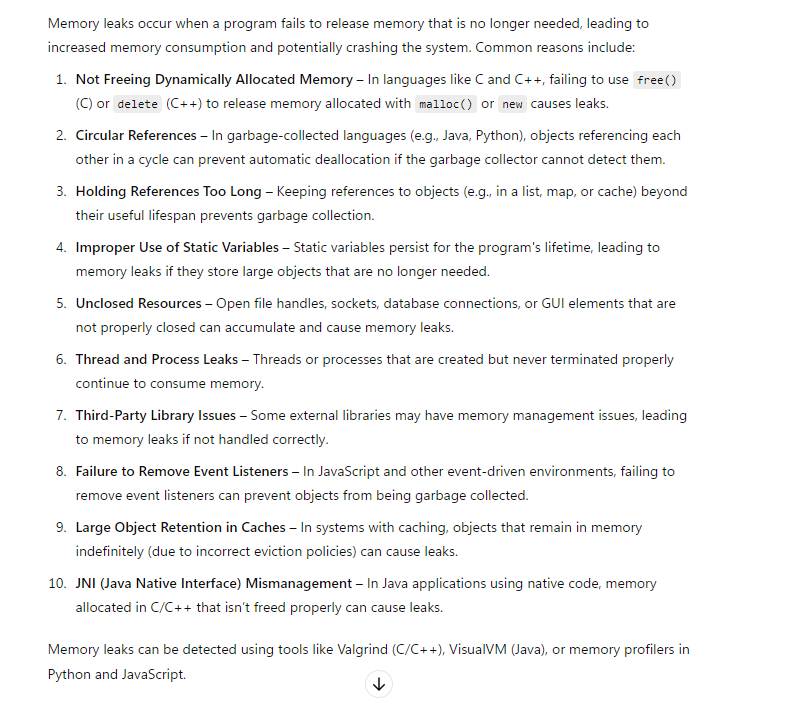 Memory leaks occur when a program fails to release memory that is no longer needed, leading to
increased memory consumption and potentially crashing the system. Common reasons include:
1. Not Freeing Dynamically Allocated Memory – In languages like C and C++, failing to use free()
(C) or delete (C++) to release memory allocated with malloc() or new causes leaks.
2. Circular References – In garbage-collected languages (e.g., Java, Python), objects referencing each
other in a cycle can prevent automatic deallocation if the garbage collector cannot detect them.
3. Holding References Too Long – Keeping references to objects (e.g., in a list, map, or cache) beyond
their useful lifespan prevents garbage collection.
4. Improper Use of Static Variables – Static variables persist for the program's lifetime, leading to
memory leaks if they store large objects that are no longer needed.
5. Unclosed Resources – Open file handles, sockets, database connections, or GUI elements that are
not properly closed can accumulate and cause memory leaks.
6. Thread and Process Leaks – Threads or processes that are created but never terminated properly
continue to consume memory.
7. Third-Party Library Issues – Some external libraries may have memory management issues, leading
to memory leaks if not handled correctly.
8. Failure to Remove Event Listeners – In JavaScript and other event-driven environments, failing to
remove event listeners can prevent objects from being garbage collected.
9. Large Object Retention in Caches – In systems with caching, objects that remain in memory
indefinitely (due to incorrect eviction policies) can cause leaks.
10. JNI (Java Native Interface) Mismanagement – In Java applications using native code, memory
allocated in C/C++ that isn't freed properly can cause leaks.
Memory leaks can be detected using tools like Valgrind (C/C++), VisualVM (Java), or memory profilers in
Python and JavaScript.